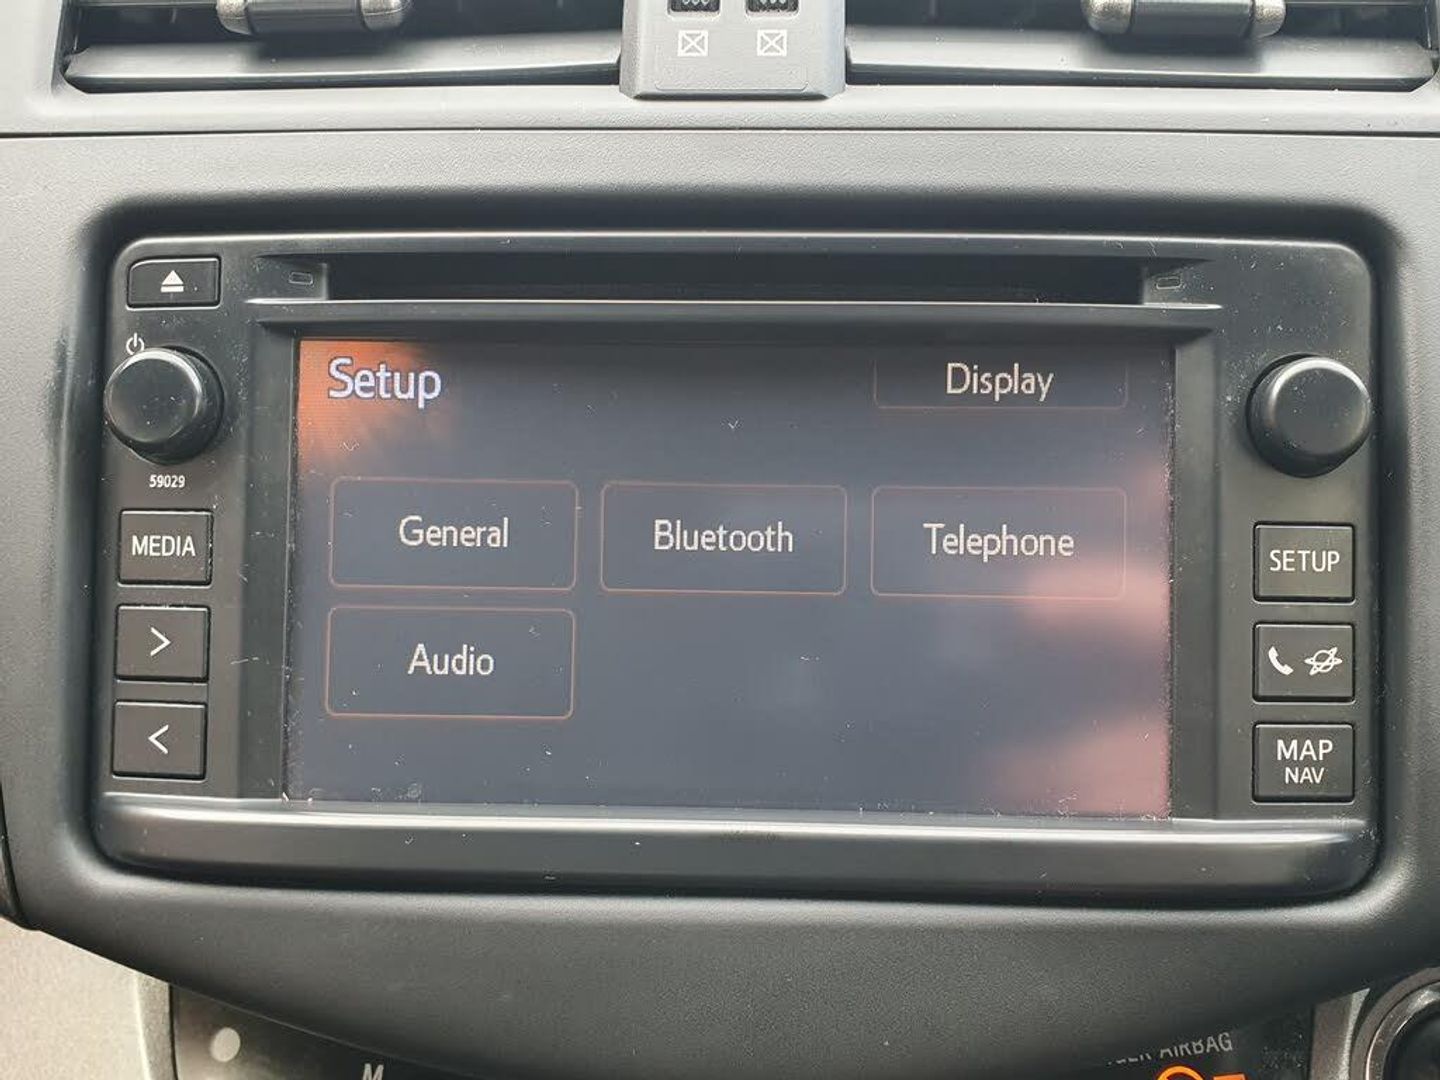 Setup
Display
59029
MEDIA
General
Bluetooth
Telephone
SETUP
>
Audio
<
MAP
NAV
M
AIRBAG